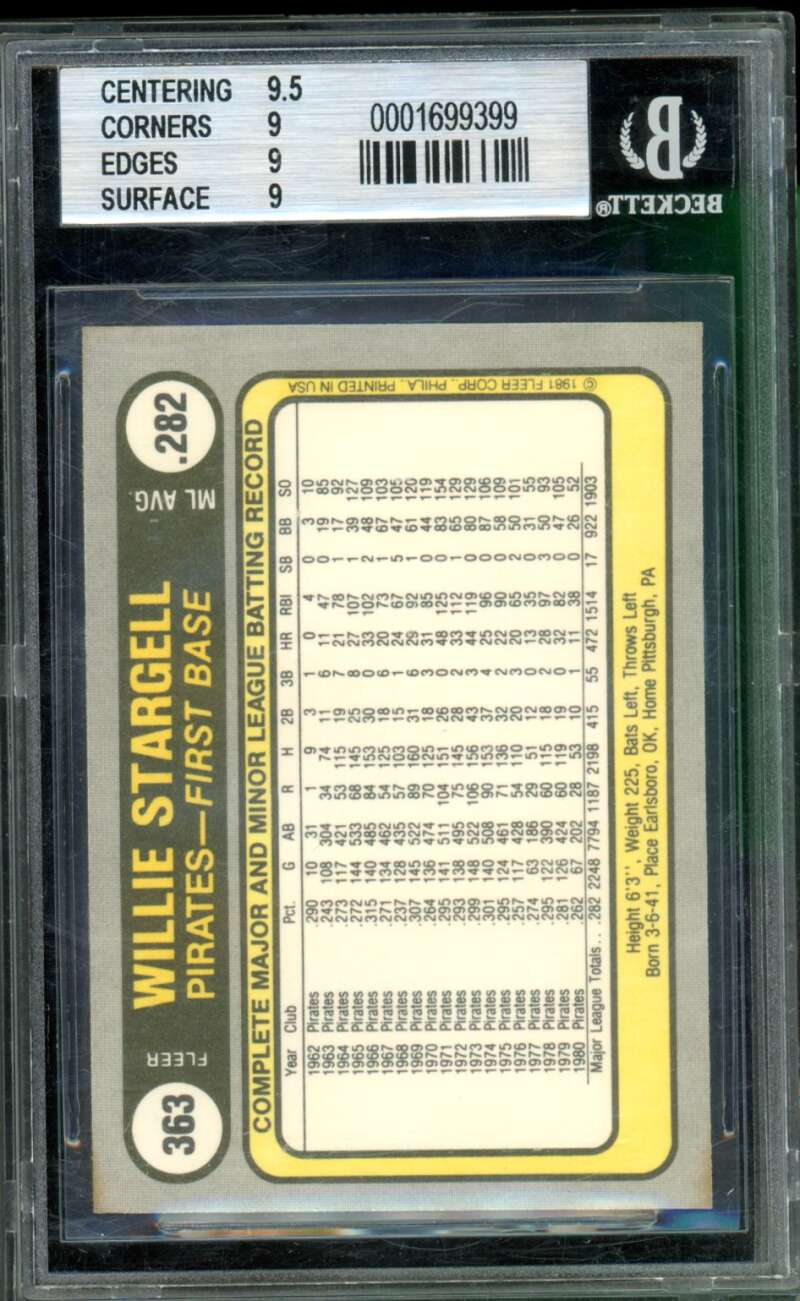 CENTERING 9.5
CORNERS 9
EDGES 9
SURFACE 9
0001699399
B
BECKETT®
363
FLEER
WILLIE STARGELL
PIRATES—FIRST BASE
ML AVG.
.282
COMPLETE MAJOR AND MINOR LEAGUE BATTING RECORD
Year Club Pct. G AB R H 2B 3B HR RBI SB BB SO
1962 Pirates .290 10 31 1 9 3 1 0 4 0 3 10
1963 Pirates .243 108 304 34 74 11 6 11 47 0 19 85
1964 Pirates .273 117 421 53 115 19 7 21 78 1 17 92
1965 Pirates .272 144 533 68 145 25 8 27 107 1 39 127
1966 Pirates .315 140 485 84 153 30 0 33 102 2 48 109
1967 Pirates .271 134 462 54 125 18 6 20 73 1 67 103
1968 Pirates .237 128 435 57 103 15 1 24 67 5 47 105
1969 Pirates .307 145 522 89 160 31 6 29 92 1 61 120
1970 Pirates .264 136 474 70 125 18 3 31 85 0 44 119
1971 Pirates .295 141 511 104 151 26 0 48 125 0 83 154
1972 Pirates .293 138 495 75 145 28 2 33 112 1 65 129
1973 Pirates .299 148 522 106 156 43 3 44 119 0 80 129
1974 Pirates .301 140 508 90 153 37 4 25 96 0 87 106
1975 Pirates .295 124 461 71 136 32 2 22 90 0 58 109
1976 Pirates .257 117 428 54 110 20 3 20 65 2 50 101
1977 Pirates .274 63 186 29 51 12 0 13 35 0 31 55
1978 Pirates .295 122 390 60 115 18 2 28 97 3 50 93
1979 Pirates .281 126 424 60 119 19 0 32 82 0 47 105
1980 Pirates .262 67 202 28 53 10 1 11 38 0 26 52
Major League Totals. . .282 2248 7794 1187 2198 415 55 472 1514 17 922 1903
Height 6'3'', Weight 225, Bats Left, Throws Left
Born 3-6-41, Place Earlsboro, OK, Home Pittsburgh, PA
© 1981 FLEER CORP., PHILA., PRINTED IN USA